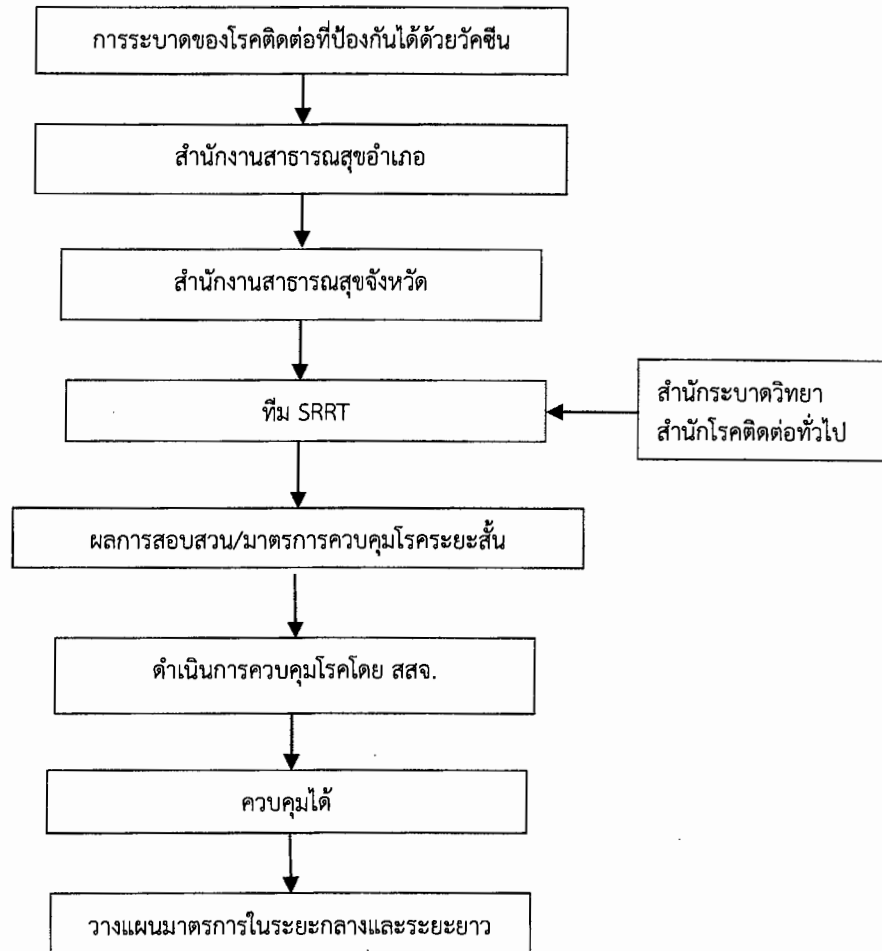 การระบาดของโรคติดต่อที่ป้องกันได้ด้วยวัคซีน
สำนักงานสาธารณสุขอำเภอ
สำนักงานสาธารณสุขจังหวัด
ทีม SRRT
สำนักระบาดวิทยา
สำนักโรคติดต่อทั่วไป
ผลการสอบสวน/มาตรการควบคุมโรคระยะสั้น
ดำเนินการควบคุมโรคโดย สสจ.
ควบคุมได้
วางแผนมาตรการในระยะกลางและระยะยาว